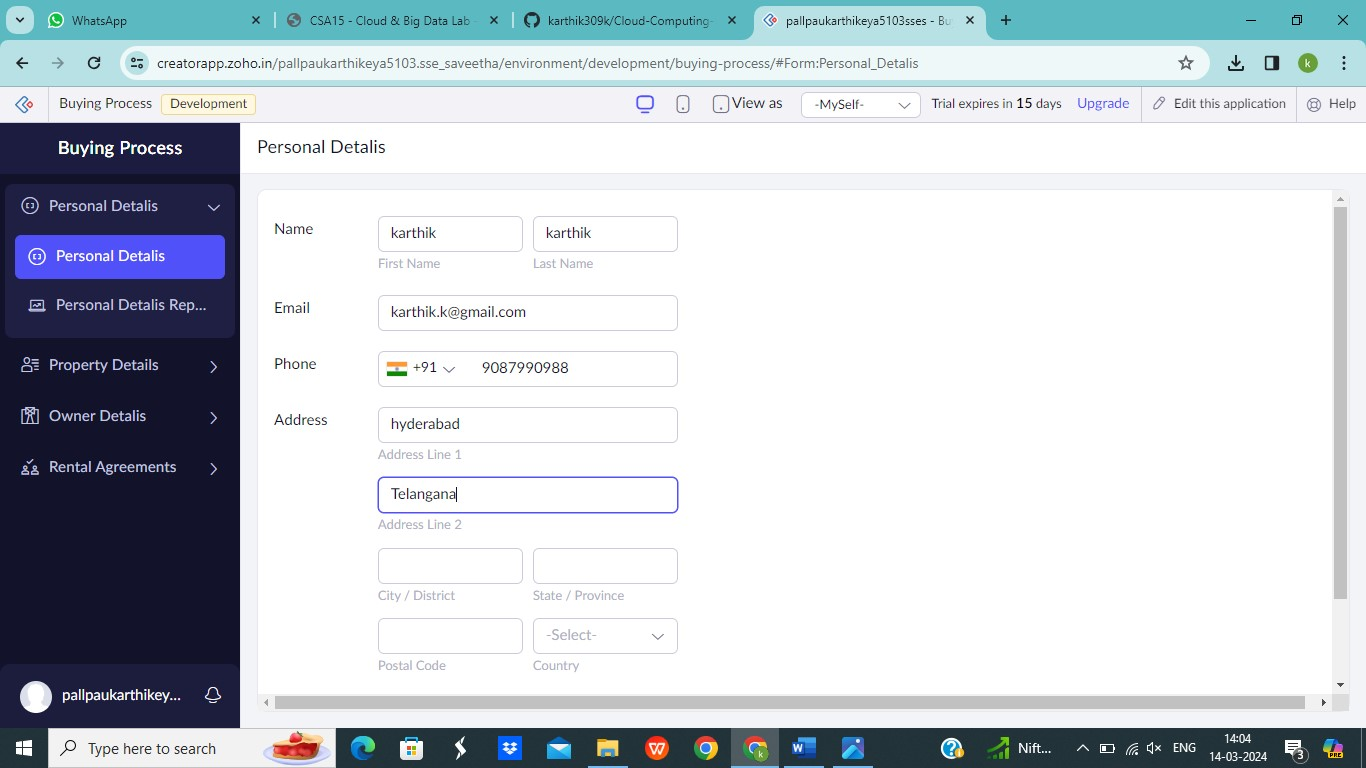 WhatsApp
CSA15 - Cloud & Big Data Lab -
karthik309k/Cloud-Computing-
pallpaukarthikeya5103sses - Bu
creatorapp.zoho.in/pallpaukarthikeya5103.sse_saveetha/environment/development/buying-process/#Form:Personal_Detalis
k
Buying Process Development
View as -MySelf- Trial expires in 15 days Upgrade Edit this application Help
Buying Process
Personal Detalis
Personal Detalis
Personal Detalis
Personal Detalis Rep...
Property Details
Owner Detalis
Rental Agreements
pallpaukarthikey...
Name karthik karthik
First Name Last Name
Email karthik.k@gmail.com
Phone +91 9087990988
Address hyderabad
Address Line 1
Telangana
Address Line 2
City / District State / Province
-Select-
Postal Code Country
Type here to search
Nift...
ENG
14:04
14-03-2024
3
PRE